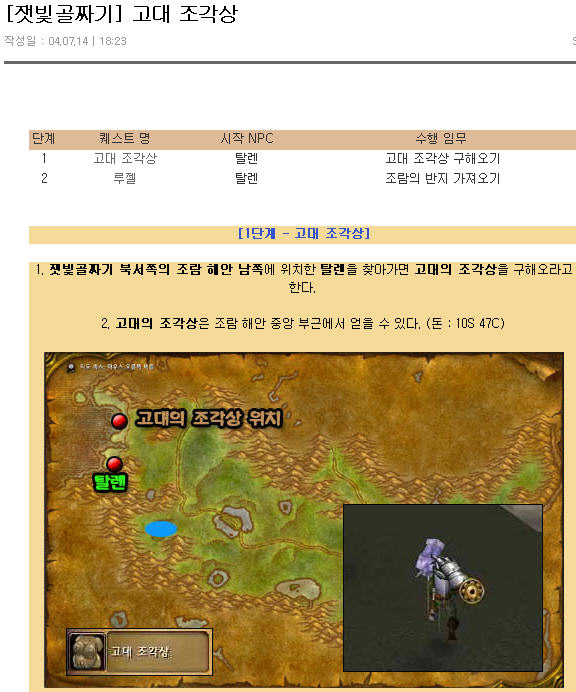 [잿빛골짜기] 고대 조각상
작성일 : 04.07.14 | 18:23
단계 퀘스트 명 시작 NPC 수행 임무
1 고대 조각상 탈렌 고대 조각상 구해오기
2 루젤 탈렌 조람의 반지 가져오기
[1단계 - 고대 조각상]
1. 잿빛골짜기 북서쪽의 조람 해안 남쪽에 위치한 탈렌을 찾아가면 고대의 조각상을 구해오라고
한다.
2. 고대의 조각상은 조람 해안 중앙 부근에서 얻을 수 있다. (돈 : 10S 47C)
고대의 조각상 위치
탈렌
고대 조각상